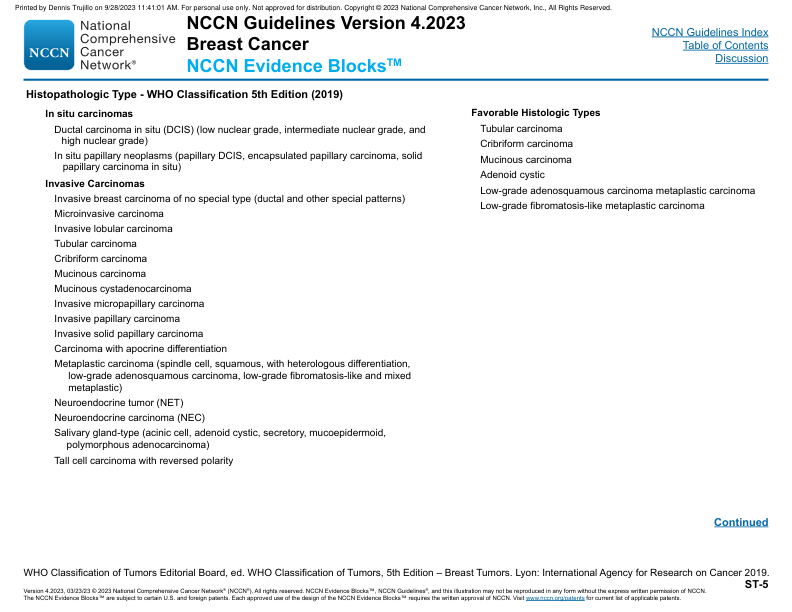 Printed by Dennis Trujillo on 9/28/2023 11:41:01 AM. For personal use only. Not approved for distribution. Copyright © 2023 National Comprehensive Cancer Network, Inc., All Rights Reserved.
NCCN
National
Comprehensive
Cancer
Network®
NCCN Guidelines Version 4.2023
Breast Cancer
NCCN Evidence Blocks™
NCCN Guidelines Index
Table of Contents
Discussion
Histopathologic Type - WHO Classification 5th Edition (2019)
In situ carcinomas
Ductal carcinoma in situ (DCIS) (low nuclear grade, intermediate nuclear grade, and
high nuclear grade)
In situ papillary neoplasms (papillary DCIS, encapsulated papillary carcinoma, solid
papillary carcinoma in situ)
Invasive Carcinomas
Invasive breast carcinoma of no special type (ductal and other special patterns)
Microinvasive carcinoma
Invasive lobular carcinoma
Tubular carcinoma
Cribriform carcinoma
Mucinous carcinoma
Mucinous cystadenocarcinoma
Invasive micropapillary carcinoma
Invasive papillary carcinoma
Invasive solid papillary carcinoma
Carcinoma with apocrine differentiation
Metaplastic carcinoma (spindle cell, squamous, with heterologous differentiation,
low-grade adenosquamous carcinoma, low-grade fibromatosis-like and mixed
metaplastic)
Neuroendocrine tumor (NET)
Neuroendocrine carcinoma (NEC)
Salivary gland-type (acinic cell, adenoid cystic, secretory, mucoepidermoid,
polymorphous adenocarcinoma)
Tall cell carcinoma with reversed polarity
Favorable Histologic Types
Tubular carcinoma
Cribriform carcinoma
Mucinous carcinoma
Adenoid cystic
Low-grade adenosquamous carcinoma metaplastic carcinoma
Low-grade fibromatosis-like metaplastic carcinoma
Continued
WHO Classification of Tumors Editorial Board, ed. WHO Classification of Tumors, 5th Edition – Breast Tumors. Lyon: International Agency for Research on Cancer 2019.
ST-5
Version 4.2023, 03/23/23 © 2023 National Comprehensive Cancer Network® (NCCN®), All rights reserved. NCCN Evidence Blocks™, NCCN Guidelines®, and this illustration may not be reproduced in any form without the express written permission of NCCN.
The NCCN Evidence Blocks™ are subject to certain U.S. and foreign patents. Each approved use of the design of the NCCN Evidence Blocks™ requires the written approval of NCCN. Visit www.nccn.org/patents for current list of applicable patents.